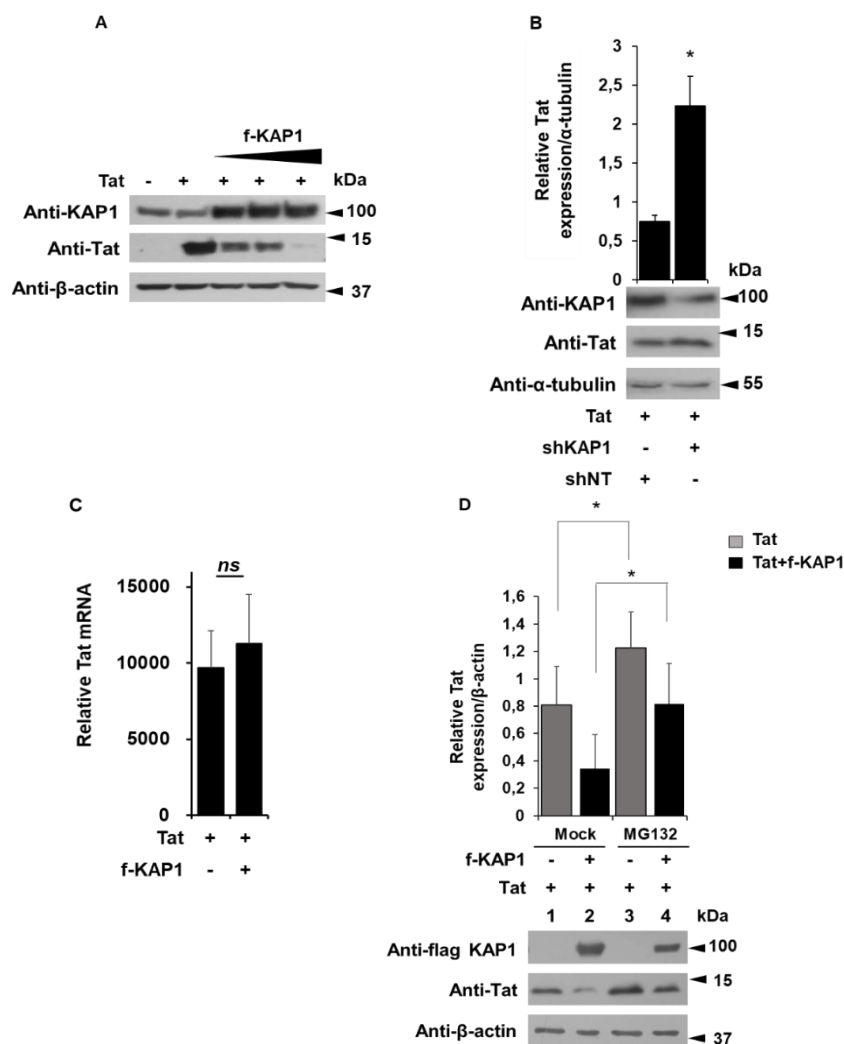 A
f-KAP1
Tat - + + + + kDa
Anti-KAP1 100
Anti-Tat 15
Anti-β-actin 37
B
Relative Tat
expression/α-tubulin
3
2,5
2
1,5
1
0,5
0
*
kDa
Anti-KAP1 100
Anti-Tat 15
Anti-α-tubulin 55
Tat + +
shKAP1 - +
shNT + -
C
Relative Tat mRNA
15000
10000
5000
0
ns
Tat + +
f-KAP1 - +
D
*
*
Tat
Tat+f-KAP1
Relative Tat
expression/β-actin
1,6
1,4
1,2
1
0,8
0,6
0,4
0,2
0
Mock MG132
f-KAP1 - + - +
Tat + + + +
1 2 3 4 kDa
Anti-flag KAP1 100
Anti-Tat 15
Anti-β-actin 37